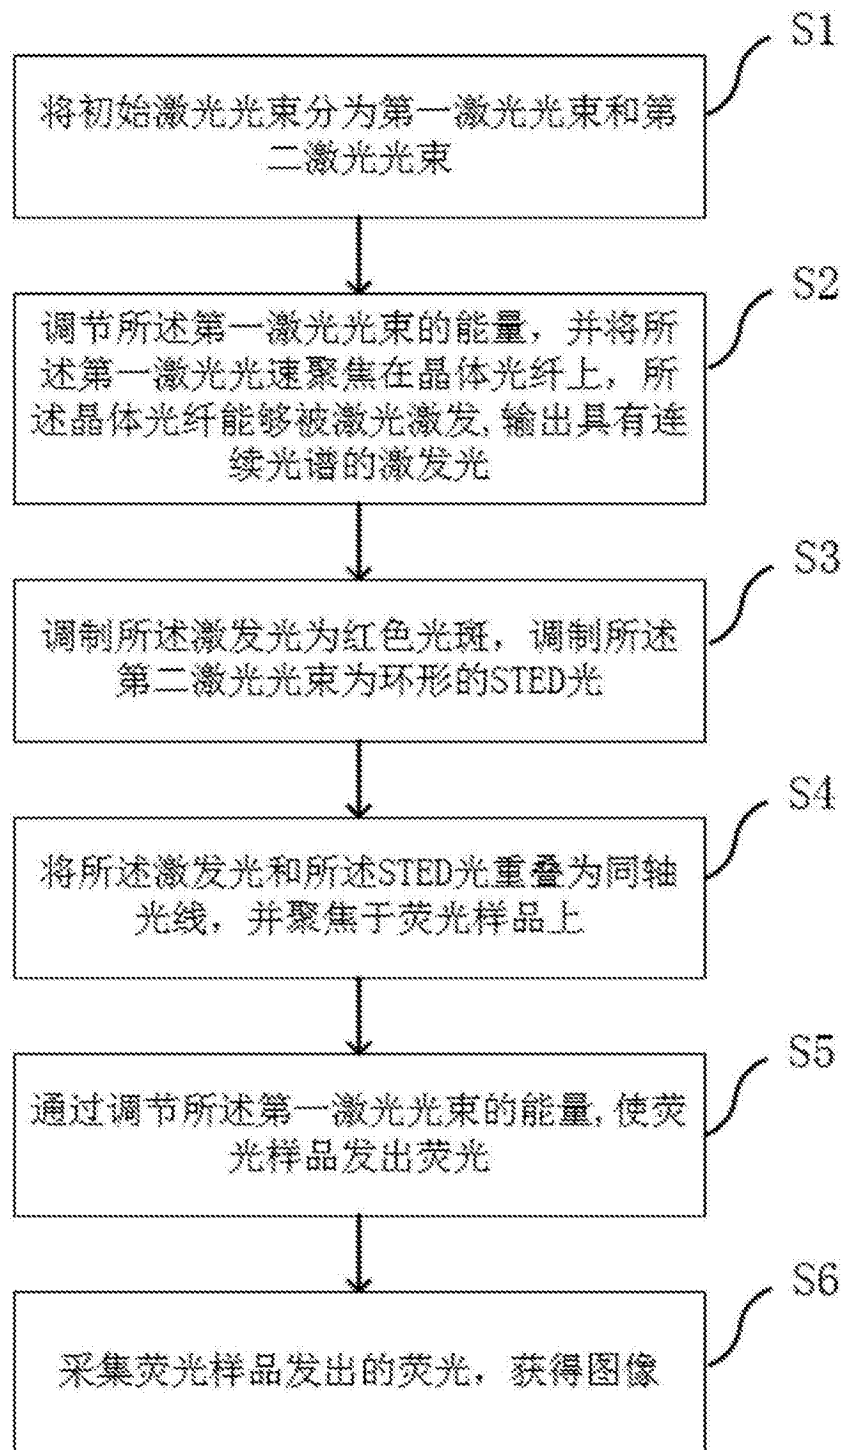 S1
将初始激光光束分为第一激光光束和第
二激光光束
S2
调节所述第一激光光束的能量，并将所
述第一激光光速聚焦在晶体光纤上，所
述晶体光纤能够被激光激发,输出具有连
续光谱的激发光
S3
调制所述激发光为红色光斑，调制所述
第二激光光束为环形的STED光
S4
将所述激发光和所述STED光重叠为同轴
光线，并聚焦于荧光样品上
S5
通过调节所述第一激光光束的能量,使荧
光样品发出荧光
S6
采集荧光样品发出的荧光，获得图像